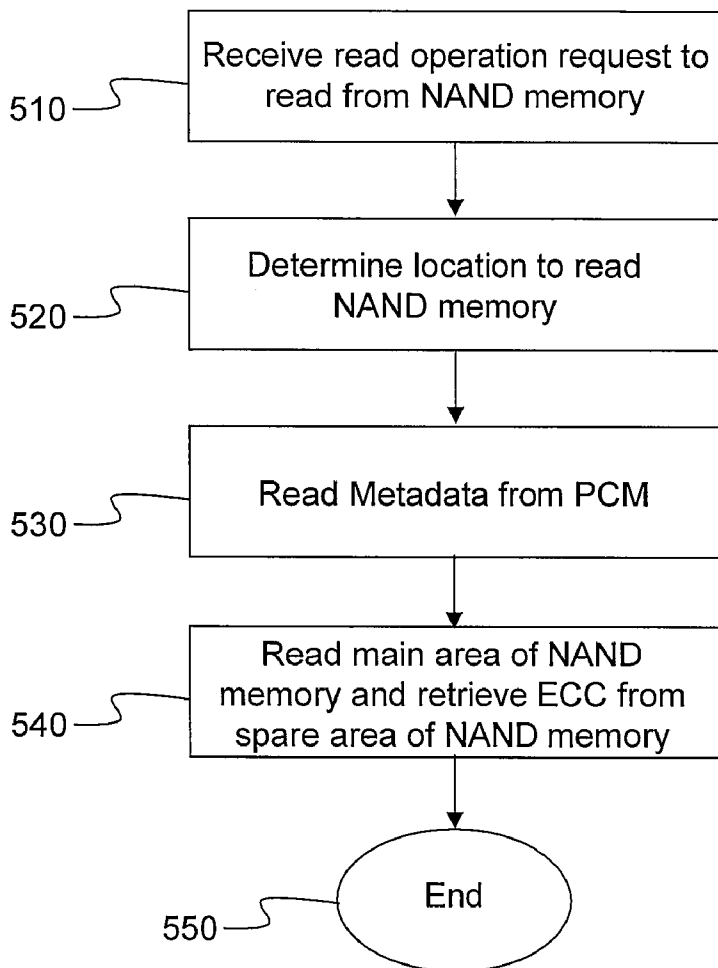 Receive read operation request to
read from NAND memory
510
Determine location to read
NAND memory
520
Read Metadata from PCM
530
Read main area of NAND
memory and retrieve ECC from
spare area of NAND memory
540
End
550